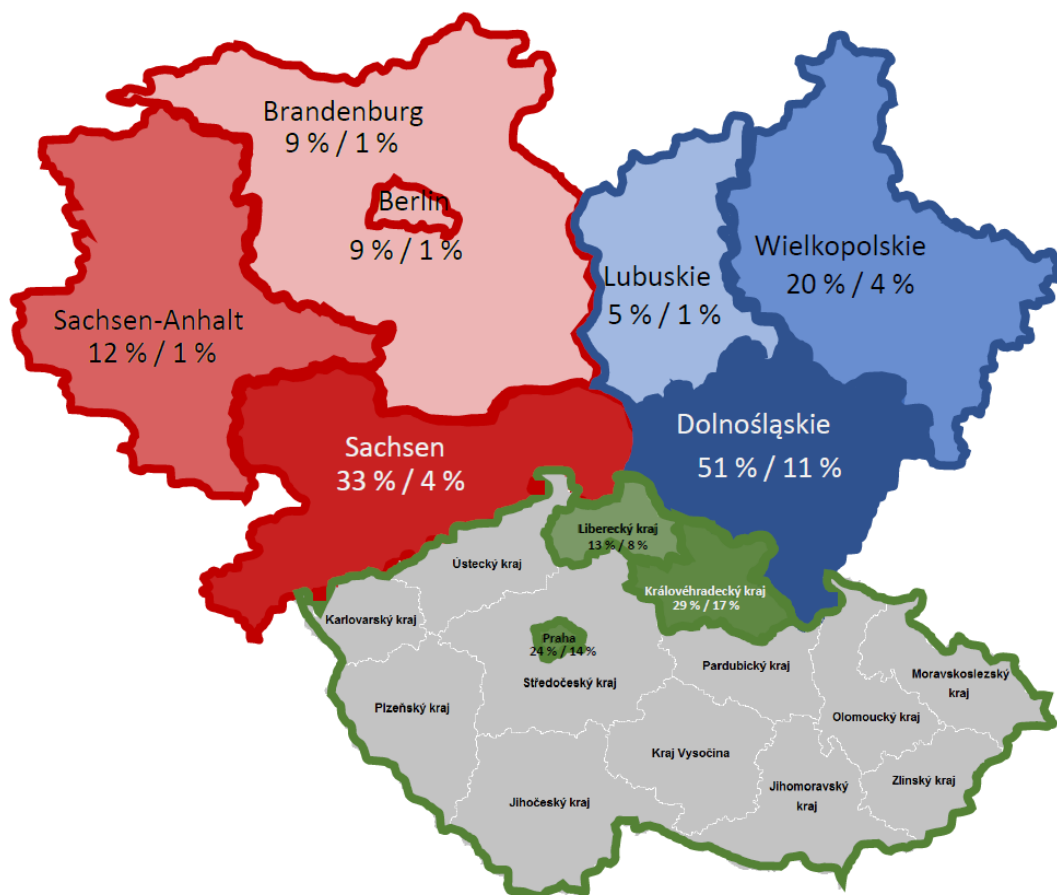 Brandenburg
9 % / 1 %
Berlin
9 % / 1 %
Sachsen-Anhalt
12 % / 1 %
Sachsen
33 % / 4 %
Lubuskie
5 % / 1 %
Wielkopolskie
20 % / 4 %
Dolnośląskie
51 % / 11 %
Liberecký kraj
13 % / 8 %
Ústecký kraj
Královéhradecký kraj
29 % / 17 %
Karlovarský kraj
Praha
24 % / 14 %
Středočeský kraj
Pardubický kraj
Moravskoslezský
kraj
Plzeňský kraj
Olomoucký kraj
Kraj Vysočina
Zlínský kraj
Jihomoravský
kraj
Jihočeský kraj